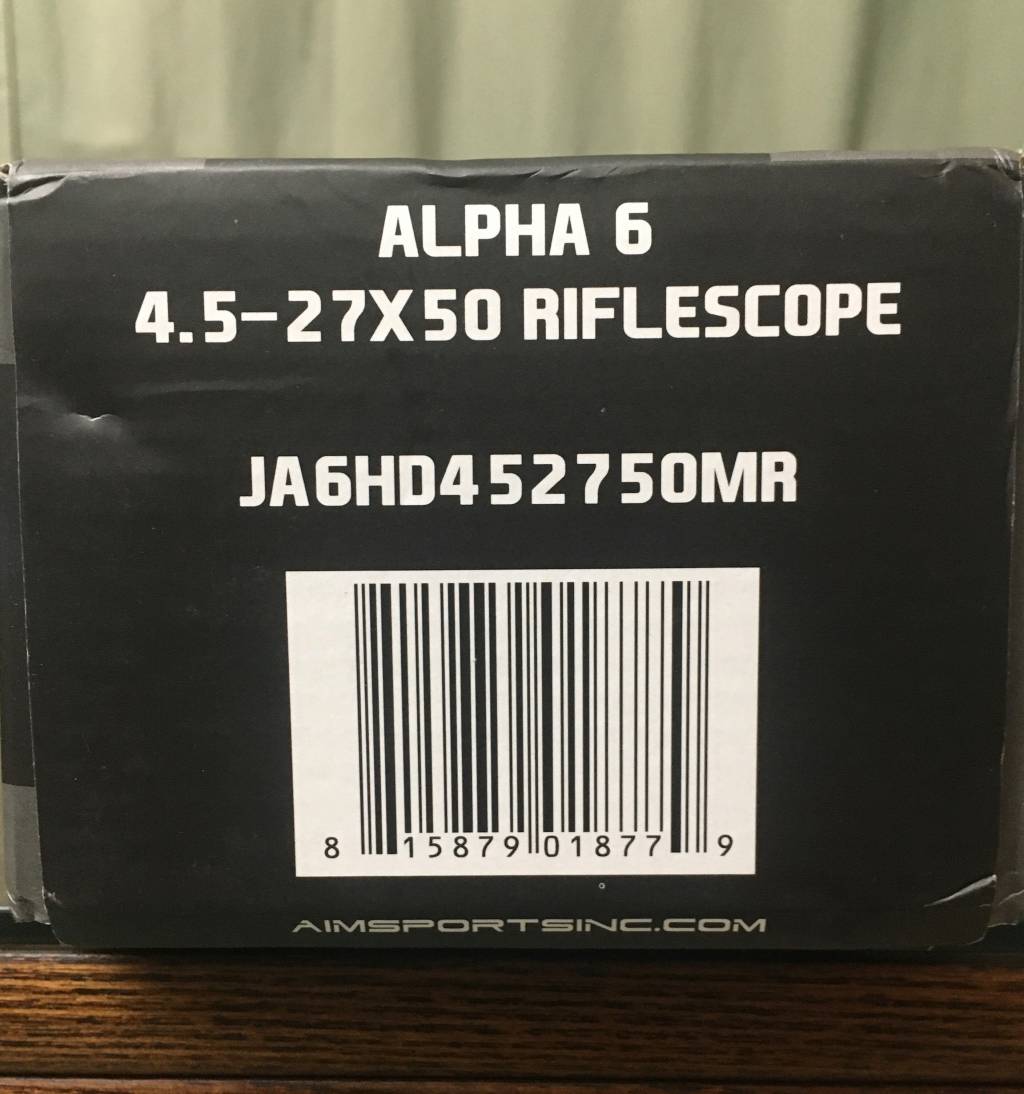 ALPHA 6
4.5-27X50 RIFLESCOPE
JA6HD452750MR
8 15879 01877 9
AIMSPORTSINC.COM